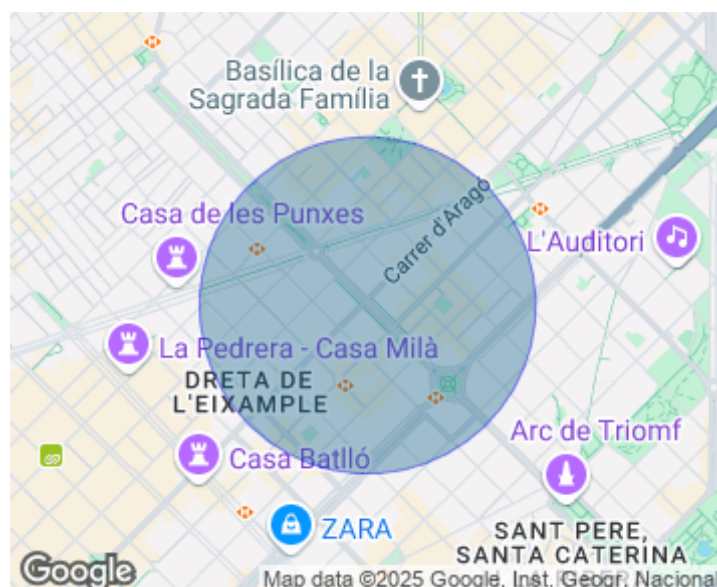 Basílica de la
Sagrada Família
Casa de les Punxes
Carrer d'Aragó
L'Auditori
La Pedrera - Casa Milà
DRETA DE
L'EIXAMPLE
Casa Batlló
Arc de Triomf
ZARA
SANT PERE,
SANTA CATERINA
Google
Map data ©2025 Google, Inst. Geogr. Nacional